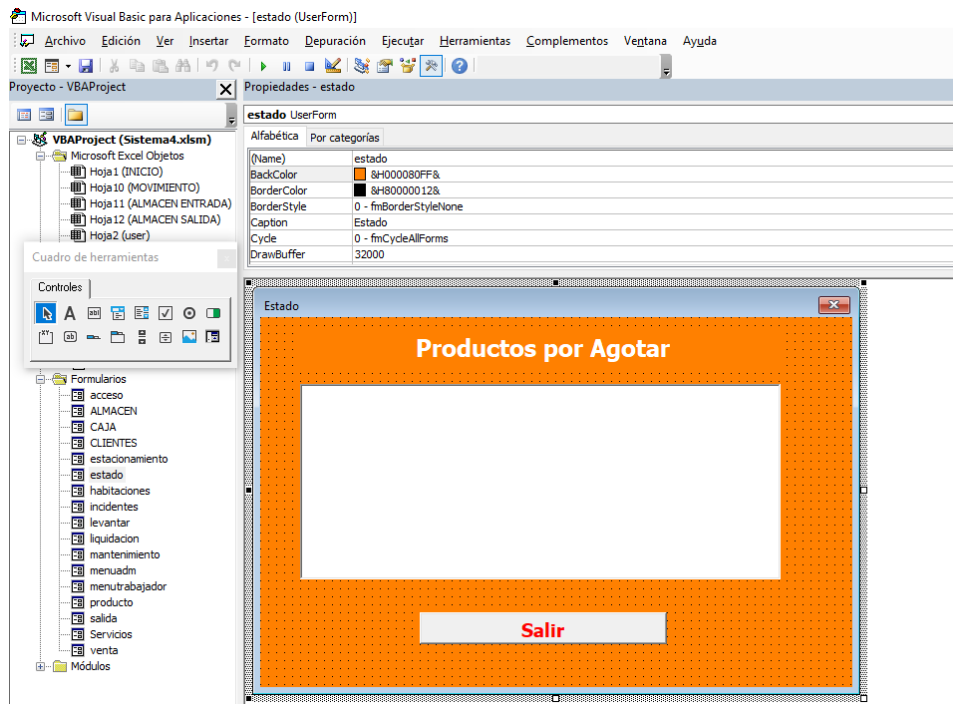 Microsoft Visual Basic para Aplicaciones - [estado (UserForm)]
Archivo Edición Ver Insertar Formato Depuración Ejecutar Herramientas Complementos Ventana Ayuda
Proyecto - VBAProject
VBAProject (Sistema4.xlsm)
Microsoft Excel Objetos
Hoja1 (INICIO)
Hoja10 (MOVIMIENTO)
Hoja11 (ALMACEN ENTRADA)
Hoja12 (ALMACEN SALIDA)
Hoja2 (user)
Cuadro de herramientas
Controles
A
abl
XY
ab
Formularios
acceso
ALMACEN
CAJA
CLIENTES
estacionamiento
estado
habitaciones
incidentes
levantar
liquidacion
mantenimiento
menuadm
menutrabajador
producto
salida
Servicios
venta
Módulos
Propiedades - estado
estado UserForm
Alfabética Por categorías
(Name) estado
BackColor &H000080FF&
BorderColor &H80000012&
BorderStyle 0 - fmBorderStyleNone
Caption Estado
Cycle 0 - fmCycleAllForms
DrawBuffer 32000
Estado
Productos por Agotar
Salir